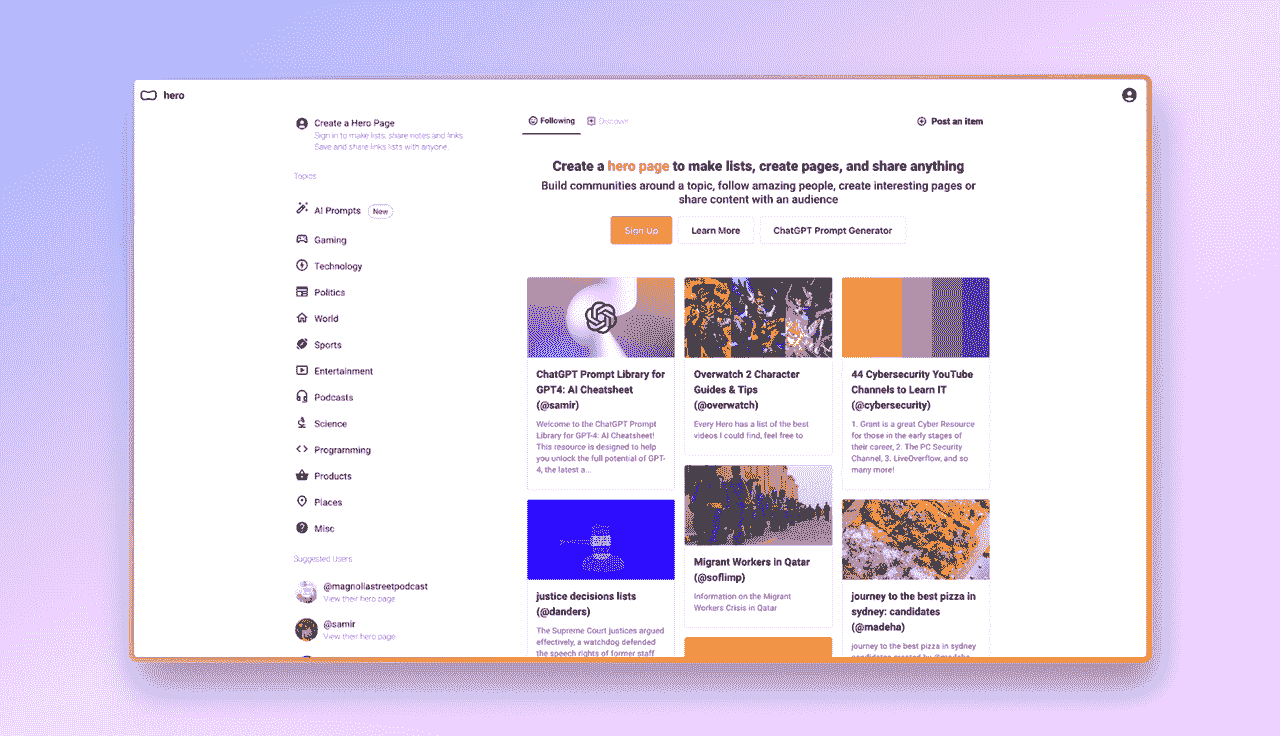 hero
Create a Hero Page
Sign in to make lists, share notes and links.
Save and share links lists with anyone.
Topics
AI Prompts New
Gaming
Technology
Politics
World
Sports
Entertainment
Podcasts
Science
Programming
Products
Places
Misc
Suggested Users
@magnoliastreetpodcast
View their hero page
@samir
View their hero page
Following Discover
Post an item
Create a hero page to make lists, create pages, and share anything
Build communities around a topic, follow amazing people, create interesting pages or
share content with an audience
Sign Up
Learn More
ChatGPT Prompt Generator
ChatGPT Prompt Library for
GPT4: AI Cheatsheet
(@samir)
Welcome to the ChatGPT Prompt
Library for GPT-4: AI Cheatsheet!
This resource is designed to help
you unlock the full potential of GPT-
4, the latest a...
justice decisions lists
(@danders)
The Supreme Court justices argued
effectively, a watchdog defended
the speech rights of former staff
Overwatch 2 Character
Guides & Tips
(@overwatch)
Every Hero has a list of the best
videos I could find, feel free to
Migrant Workers in Qatar
(@soflimp)
Information on the Migrant
Workers Crisis in Qatar
44 Cybersecurity YouTube
Channels to Learn IT
(@cybersecurity)
1. Grant is a great Cyber Resource
for those in the early stages of
their career, 2. The PC Security
Channel, 3. LiveOverflow, and so
many more!
journey to the best pizza in
sydney: candidates
(@madeha)
journey to the best pizza in sydney
candidates created by @madeha